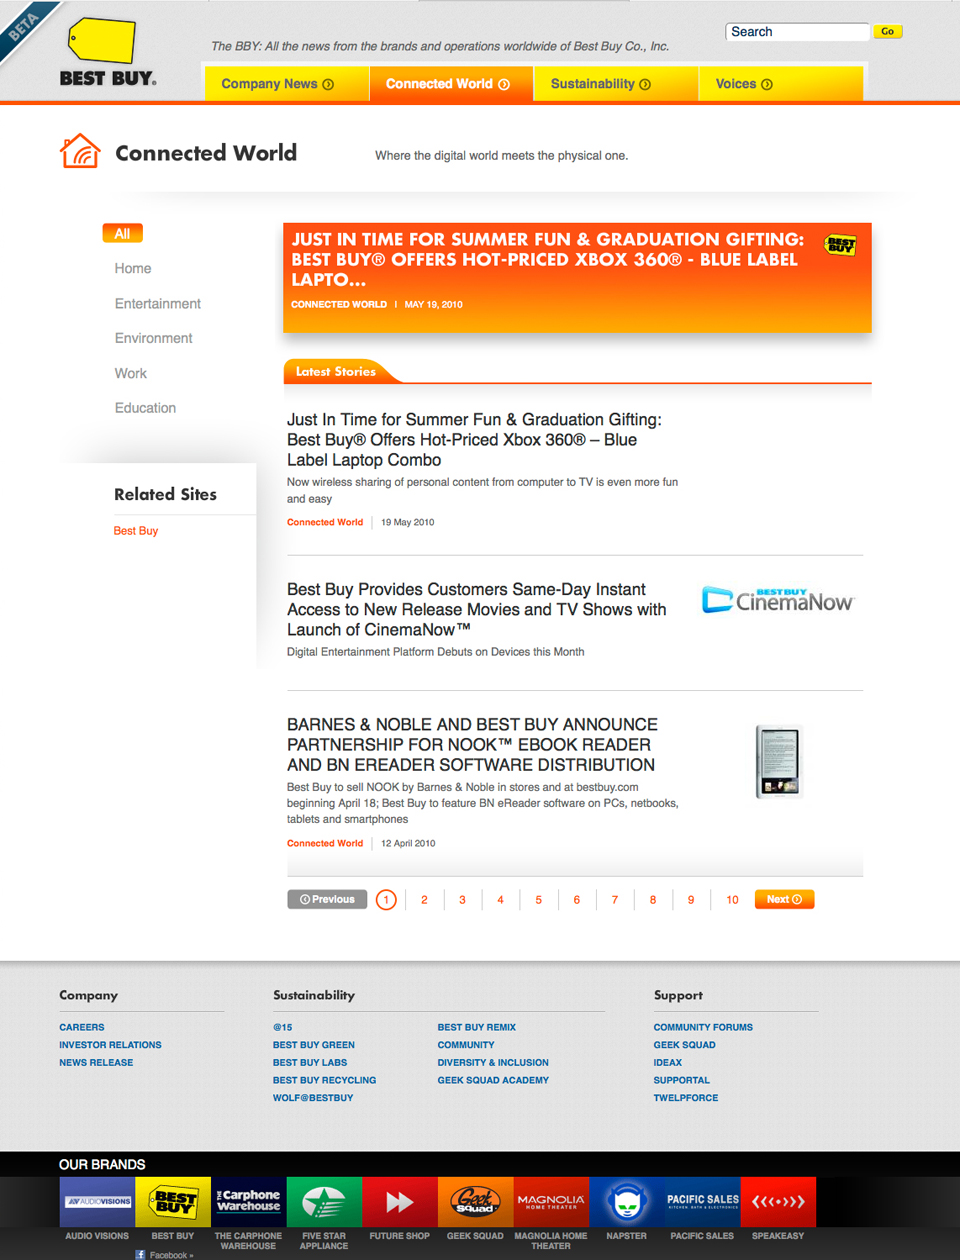 BETA
BEST BUY®
The BBY: All the news from the brands and operations worldwide of Best Buy Co., Inc.
Search
Go
Company News
Connected World
Sustainability
Voices
Connected World
Where the digital world meets the physical one.
All
Home
Entertainment
Environment
Work
Education
Related Sites
Best Buy
JUST IN TIME FOR SUMMER FUN & GRADUATION GIFTING:
BEST BUY® OFFERS HOT-PRICED XBOX 360® - BLUE LABEL
LAPTO...
BEST BUY
CONNECTED WORLD | MAY 19, 2010
Latest Stories
Just In Time for Summer Fun & Graduation Gifting:
Best Buy® Offers Hot-Priced Xbox 360® – Blue
Label Laptop Combo
Now wireless sharing of personal content from computer to TV is even more fun
and easy
Connected World | 19 May 2010
Best Buy Provides Customers Same-Day Instant
Access to New Release Movies and TV Shows with
Launch of CinemaNow™
Digital Entertainment Platform Debuts on Devices this Month
BESTBUY
CinemaNow
BARNES & NOBLE AND BEST BUY ANNOUNCE
PARTNERSHIP FOR NOOK™ EBOOK READER
AND BN EREADER SOFTWARE DISTRIBUTION
Best Buy to sell NOOK by Barnes & Noble in stores and at bestbuy.com
beginning April 18; Best Buy to feature BN eReader software on PCs, netbooks,
tablets and smartphones
Connected World | 12 April 2010
Previous 1 2 3 4 5 6 7 8 9 10 Next
Company
CAREERS
INVESTOR RELATIONS
NEWS RELEASE
Sustainability
@15
BEST BUY GREEN
BEST BUY LABS
BEST BUY RECYCLING
WOLF@BESTBUY
BEST BUY REMIX
COMMUNITY
DIVERSITY & INCLUSION
GEEK SQUAD ACADEMY
Support
COMMUNITY FORUMS
GEEK SQUAD
IDEAX
SUPPORTAL
TWELPFORCE
OUR BRANDS
AUDIOVISIONS
BEST BUY
THE Carphone Warehouse
Geek Squad
MAGNOLIA HOME THEATER
PACIFIC SALES KITCHEN, BATH & ELECTRONICS
AUDIO VISIONS
BEST BUY
THE CARPHONE WAREHOUSE
FIVE STAR APPLIANCE
FUTURE SHOP
GEEK SQUAD
MAGNOLIA HOME THEATER
NAPSTER
PACIFIC SALES
SPEAKEASY
Facebook »